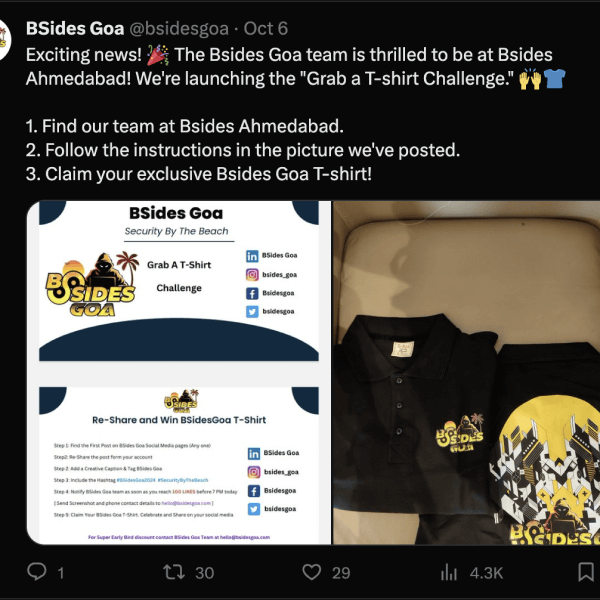 BSides Goa @bsidesgoa · Oct 6
Exciting news! 🎉 The Bsides Goa team is thrilled to be at Bsides
Ahmedabad! We're launching the "Grab a T-shirt Challenge." 🙌👕
1. Find our team at Bsides Ahmedabad.
2. Follow the instructions in the picture we've posted.
3. Claim your exclusive Bsides Goa T-shirt!
BSides Goa
Security By The Beach
BSIDES
GOA
Grab A T-Shirt
Challenge
BSides Goa
bsides_goa
Bsidesgoa
bsidesgoa
BSIDES
GOA
Re-Share and Win BSidesGoa T-Shirt
Step 1: Find the First Post on BSides Goa Social Media pages (Any one)
Step2: Re-Share the post form your account
Step 2: Add a Creative Caption & Tag BSides Goa
Step 3: Include the Hashtag #BSidesGoa2024 #SecurityByTheBeach
Step 4: Notify BSides Goa team as soon as you reach 100 LIKES before 7 PM today
[ Send Screenshot and phone contact details to hello@bsidesgoa.com ]
Step 5: Claim Your BSides Goa T-Shirt. Celebrate and Share on your social media
BSides Goa
bsides_goa
Bsidesgoa
bsidesgoa
For Super Early Bird discount contact BSides Goa Team at hello@bsidesgoa.com
BSIDES
GOA
BSIDES
1
30
29
4.3K